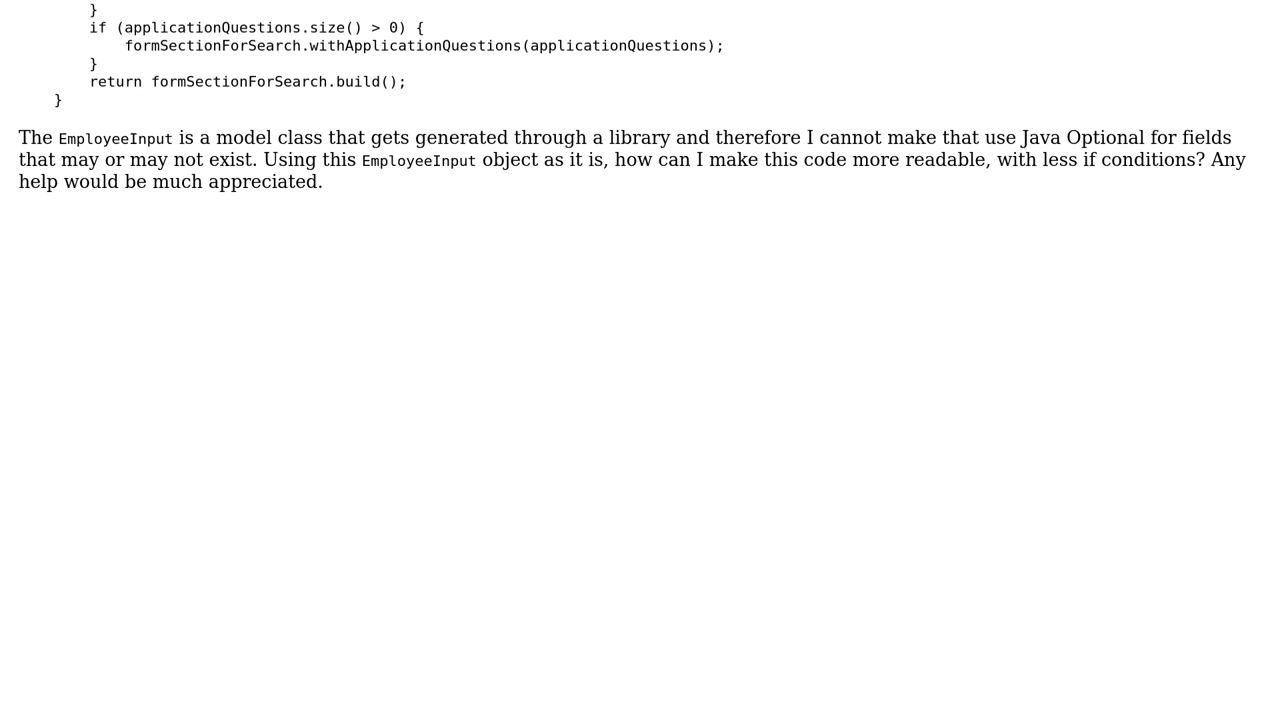 }
        if (applicationQuestions.size() > 0) {
            formSectionForSearch.withApplicationQuestions(applicationQuestions);
        }
        return formSectionForSearch.build();
    }
The EmployeeInput is a model class that gets generated through a library and therefore I cannot make that use Java Optional for fields
that may or may not exist. Using this EmployeeInput object as it is, how can I make this code more readable, with less if conditions? Any
help would be much appreciated.